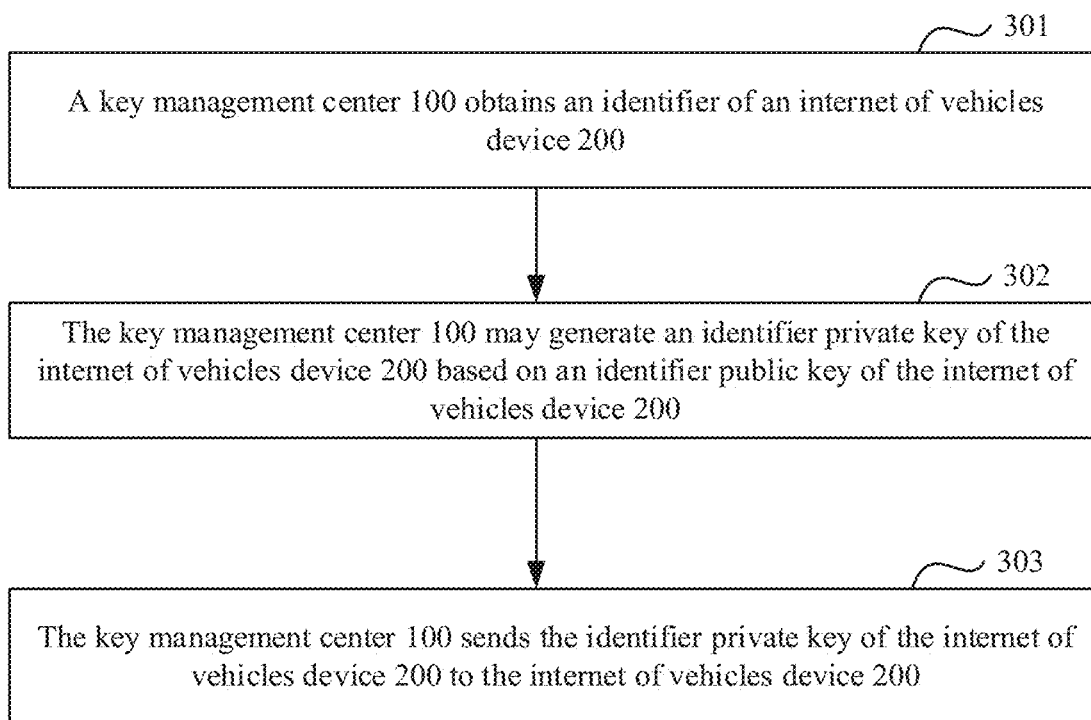 301
A key management center 100 obtains an identifier of an internet of vehicles
device 200
302
The key management center 100 may generate an identifier private key of the
internet of vehicles device 200 based on an identifier public key of the internet of
vehicles device 200
303
The key management center 100 sends the identifier private key of the internet of
vehicles device 200 to the internet of vehicles device 200